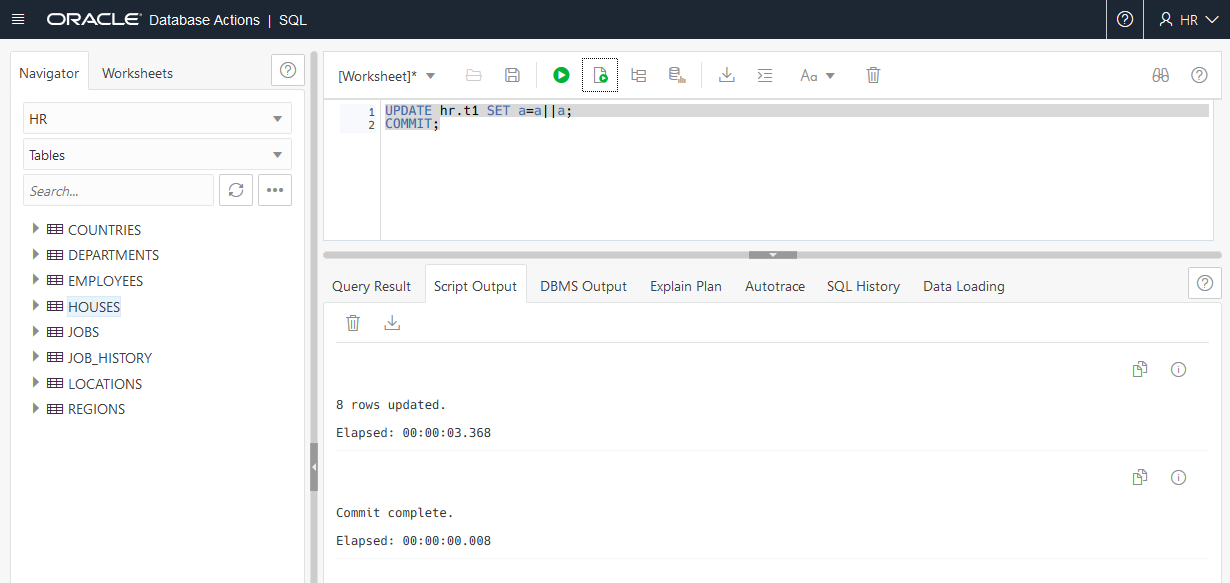 ORACLE® Database Actions | SQL
HR
Navigator
Worksheets
HR
Tables
Search...
COUNTRIES
DEPARTMENTS
EMPLOYEES
HOUSES
JOBS
JOB_HISTORY
LOCATIONS
REGIONS
[Worksheet]*
Aa
1 UPDATE hr.t1 SET a=a||a;
2 COMMIT;
Query Result
Script Output
DBMS Output
Explain Plan
Autotrace
SQL History
Data Loading
8 rows updated.
Elapsed: 00:00:03.368
Commit complete.
Elapsed: 00:00:00.008